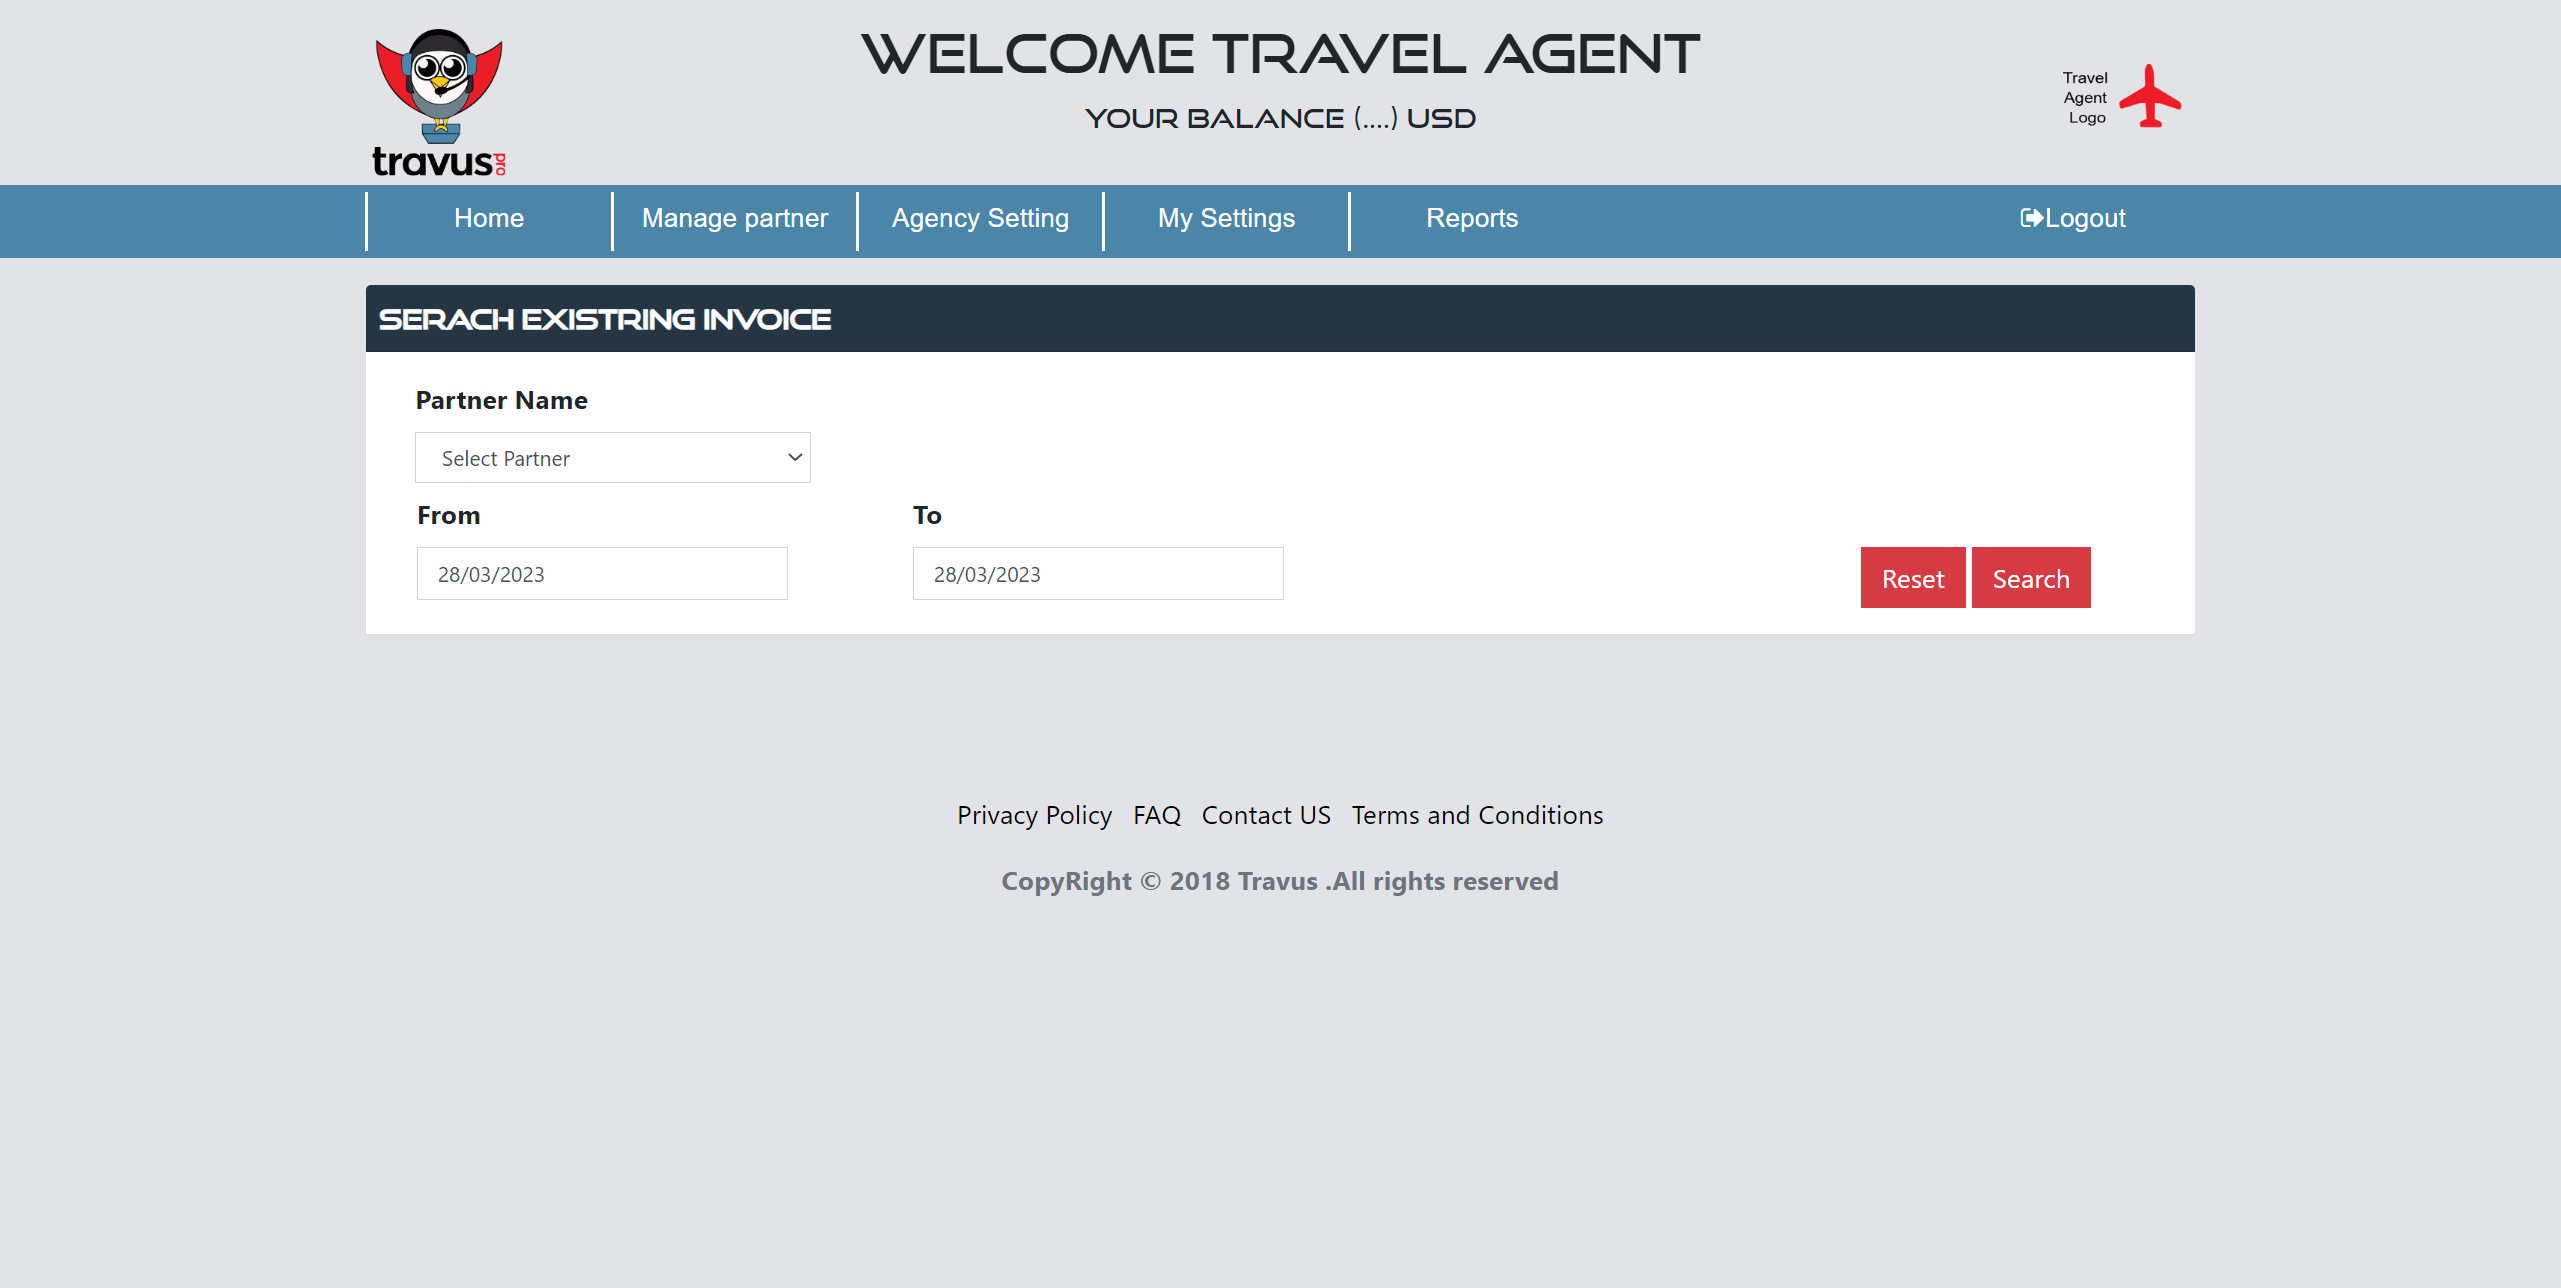 WELCOME TRAVEL AGENT
YOUR BALANCE (....) USD
travus pro
Travel
Agent
Logo
Home Manage partner Agency Setting My Settings Reports Logout
SERACH EXISTRING INVOICE
Partner Name
Select Partner
From To
28/03/2023 28/03/2023 Reset Search
Privacy Policy FAQ Contact US Terms and Conditions
CopyRight © 2018 Travus .All rights reserved